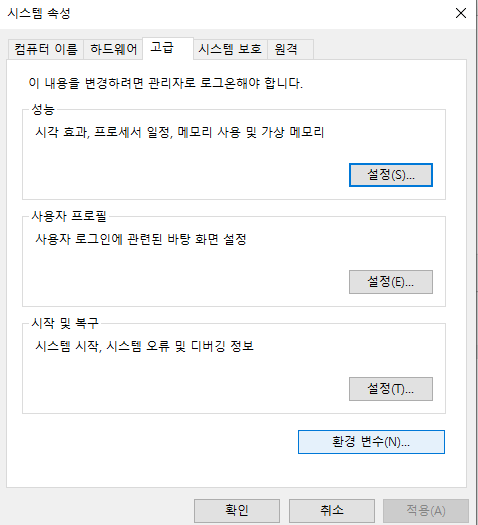 시스템 속성
컴퓨터 이름 하드웨어 고급 시스템 보호 원격
이 내용을 변경하려면 관리자로 로그온해야 합니다.
성능
시각 효과, 프로세서 일정, 메모리 사용 및 가상 메모리
설정(S)...
사용자 프로필
사용자 로그인에 관련된 바탕 화면 설정
설정(E)...
시작 및 복구
시스템 시작, 시스템 오류 및 디버깅 정보
설정(T)...
환경 변수(N)...
확인 취소 적용(A)